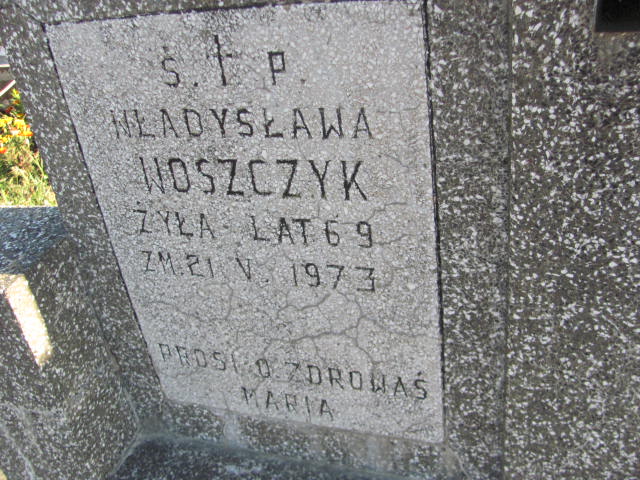 Ś. † P.
WŁADYSŁAWA
WOSZCZYK
ŻYŁA LAT 69
ZM. 21 V. 1973
PROSI O ZDROWAŚ
MARIA